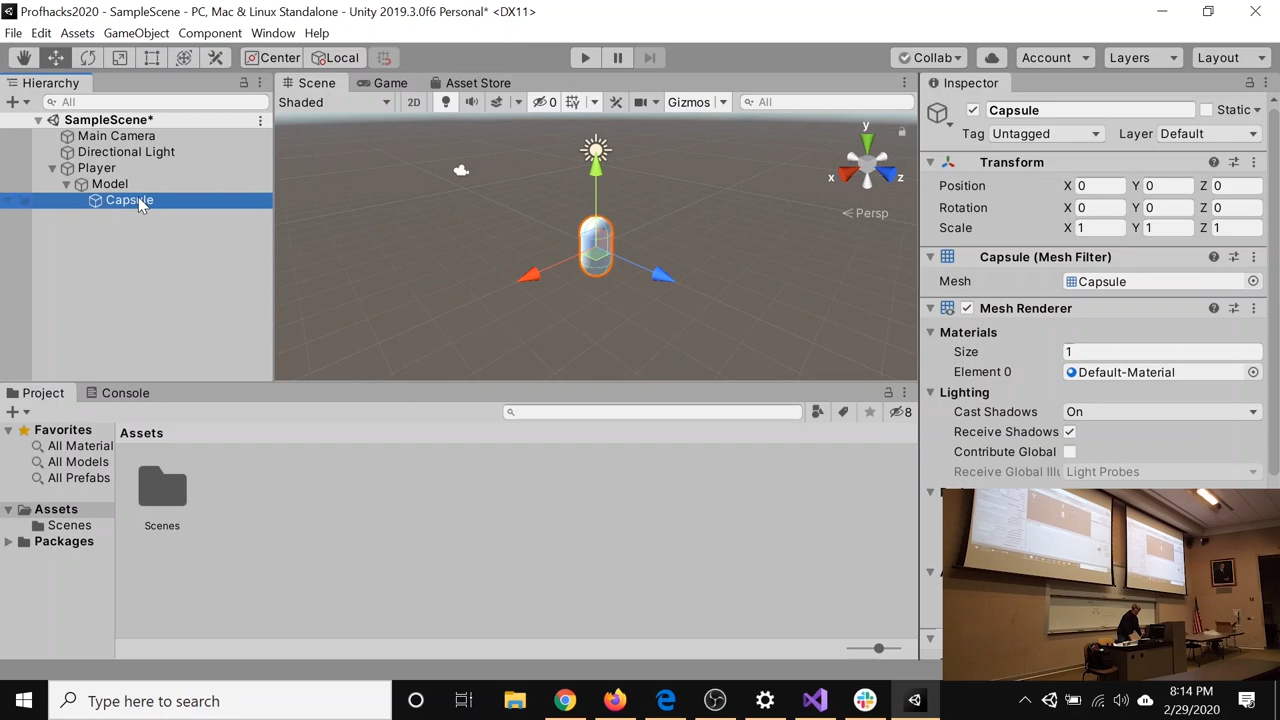 Profhacks2020 - SampleScene - PC, Mac & Linux Standalone - Unity 2019.3.0f6 Personal* <DX11>
File Edit Assets GameObject Component Window Help
Center Local Collab Account Layers Layout
Hierarchy Scene Game Asset Store Inspector
All Shaded 2D 0 Gizmos All
Capsule Static
SampleScene*
Main Camera
Directional Light
Player
Model
Capsule
y
x
z
Persp
Tag Untagged Layer Default
Transform
Position X 0 Y 0 Z 0
Rotation X 0 Y 0 Z 0
Scale X 1 Y 1 Z 1
Capsule (Mesh Filter)
Mesh Capsule
Mesh Renderer
Materials
Size 1
Element 0 Default-Material
Lighting
Cast Shadows On
Receive Shadows
Contribute Global
Receive Global Illu Light Probes
Project Console
8
Favorites
All Material
All Models
All Prefabs
Assets
Scenes
Packages
Assets
Scenes
Type here to search
8:14 PM
2/29/2020